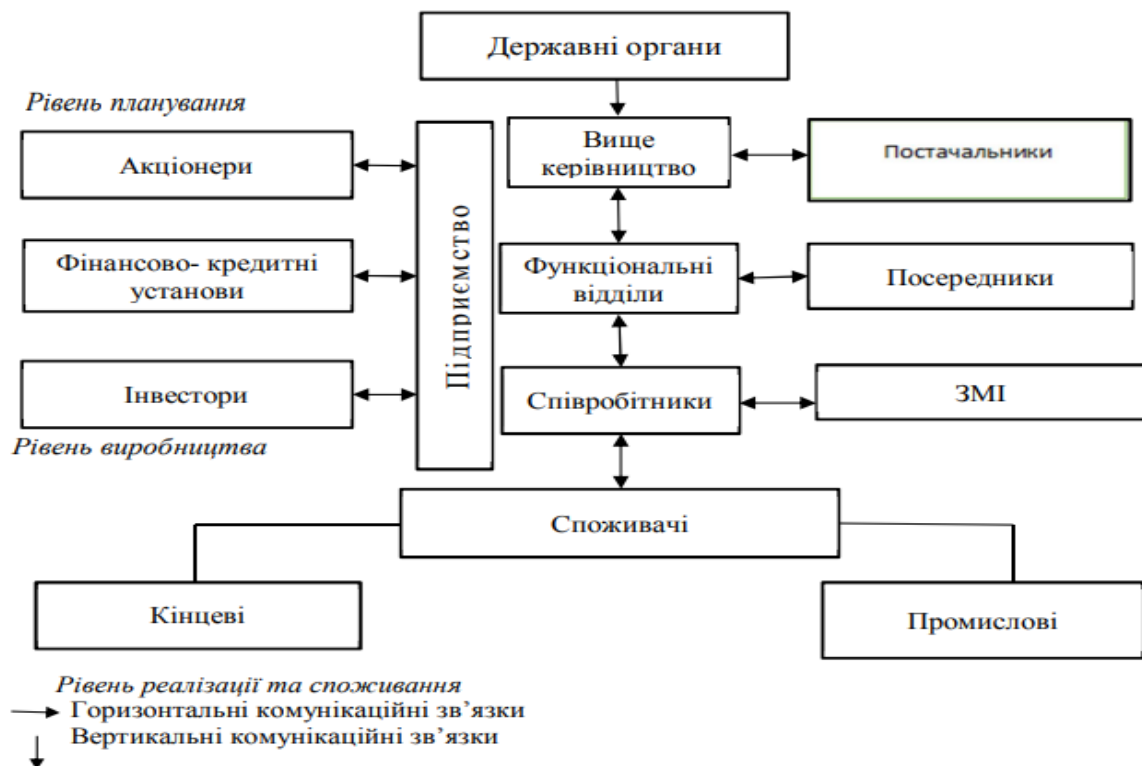 Державні органи
Рівень планування
Акціонери
Вище
керівництво
Постачальники
Фінансово- кредитні
установи
Підприємство
Функціональні
відділи
Посередники
Інвестори
Співробітники
ЗМІ
Рівень виробництва
Споживачі
Кінцеві
Промислові
Рівень реалізації та споживання
Горизонтальні комунікаційні зв’язки
Вертикальні комунікаційні зв’язки